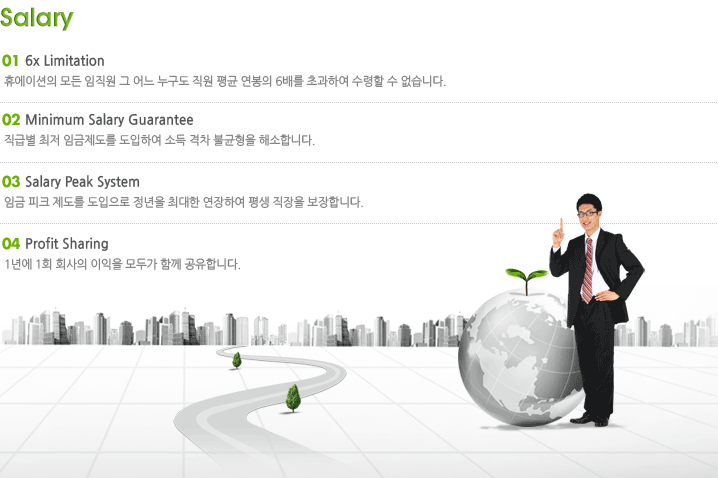 Salary
01 6x Limitation
휴에이션의 모든 임직원 그 어느 누구도 직원 평균 연봉의 6배를 초과하여 수령할 수 없습니다.
02 Minimum Salary Guarantee
직급별 최저 임금제도를 도입하여 소득 격차 불균형을 해소합니다.
03 Salary Peak System
임금 피크 제도를 도입으로 정년을 최대한 연장하여 평생 직장을 보장합니다.
04 Profit Sharing
1년에 1회 회사의 이익을 모두가 함께 공유합니다.